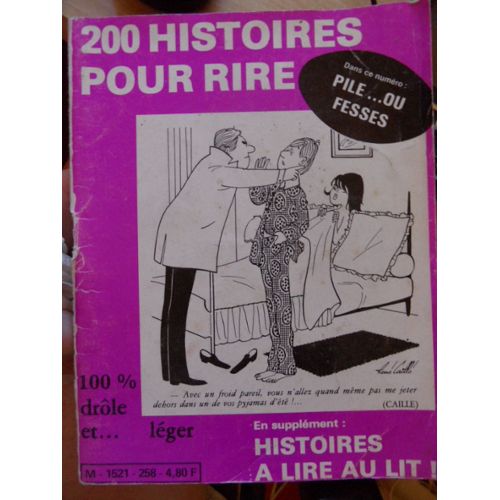 200 HISTOIRES
POUR RIRE
Dans ce numéro :
PILE...OU
FESSES
— Avec un froid pareil, vous n'allez quand même pas me jeter
dehors dans un de vos pyjamas d'été !...
(CAILLE)
100 %
drôle
et... léger
En supplément :
HISTOIRES
A LIRE AU LIT !
M - 1521 - 258 - 4,80 F